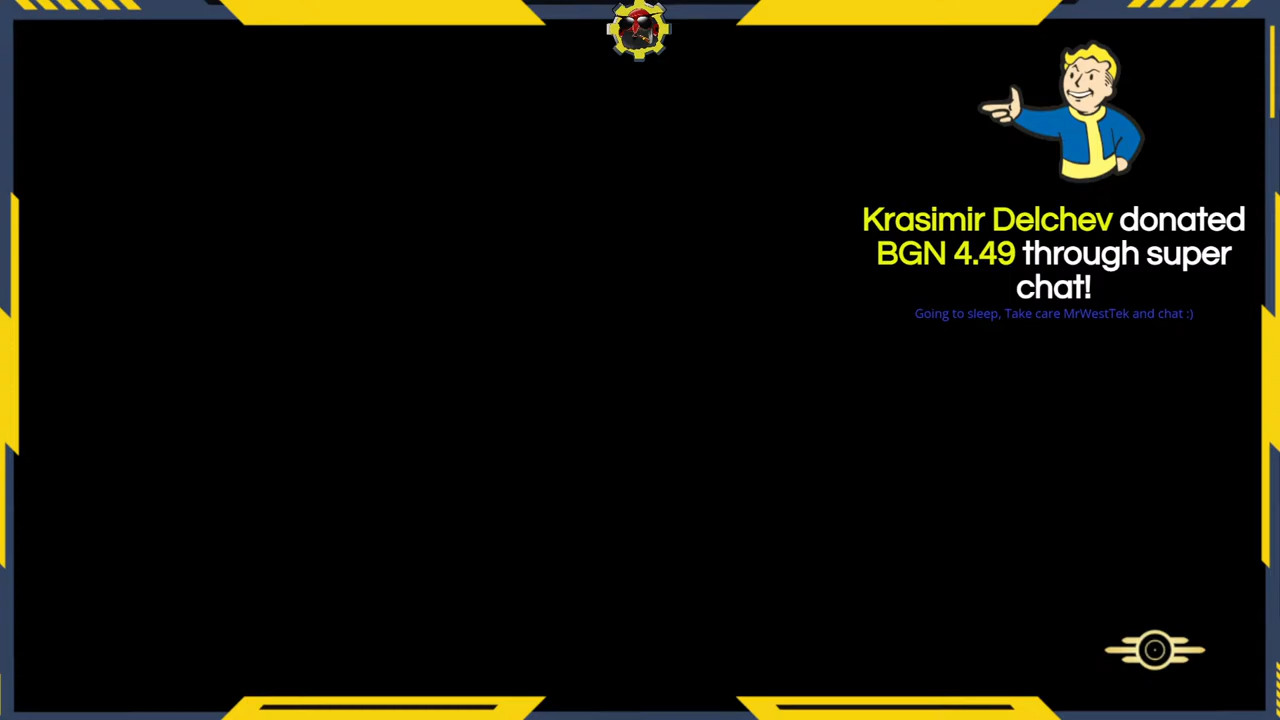 Krasimir Delchev donated
BGN 4.49 through super
chat!
Going to sleep, Take care MrWestTek and chat :)